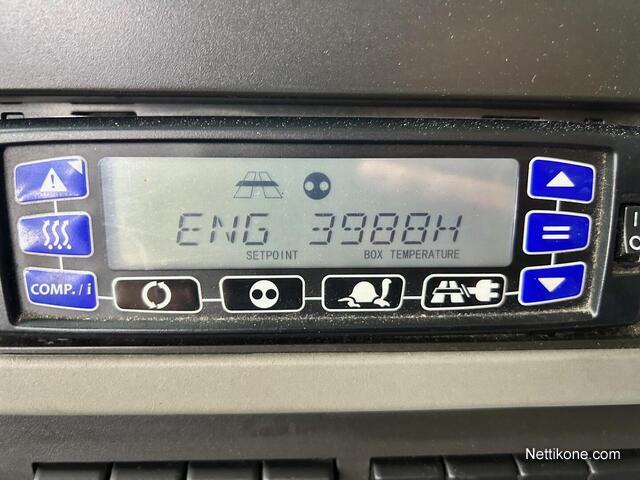 ENG 3988H
SETPOINT BOX TEMPERATURE
COMP./i
Nettikone.com